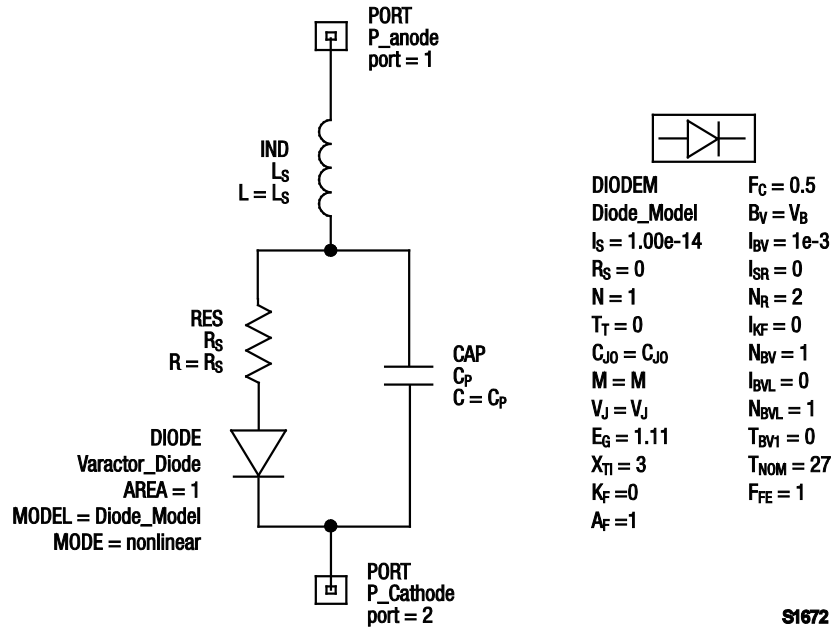 PORT
P_anode
port = 1
IND
LS
L = LS
RES
RS
R = RS
CAP
CP
C = CP
DIODE
Varactor_Diode
AREA = 1
MODEL = Diode_Model
MODE = nonlinear
PORT
P_Cathode
port = 2
DIODEM
Diode_Model
IS = 1.00e-14
RS = 0
N = 1
TT = 0
CJO = CJO
M = M
VJ = VJ
EG = 1.11
XTI = 3
KF =0
AF =1
FC = 0.5
BV = VB
IBV = 1e-3
ISR = 0
NR = 2
IKF = 0
NBV = 1
IBVL = 0
NBVL = 1
TBV1 = 0
TNOM = 27
FFE = 1
S1672